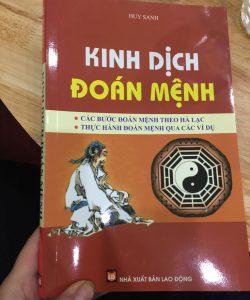 HUY SANH
KINH DỊCH
ĐOÁN MỆNH
• CÁC BƯỚC ĐOÁN MỆNH THEO HÀ LẠC
• THỰC HÀNH ĐOÁN MỆNH QUA CÁC VÍ DỤ
NHÀ XUẤT BẢN LAO ĐỘNG